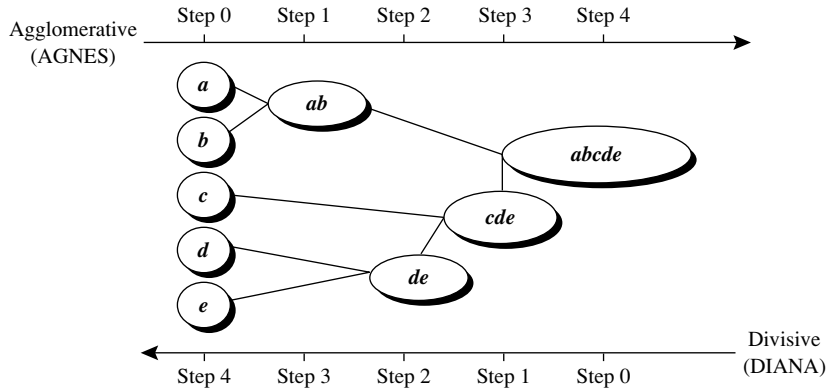 Step 0 Step 1 Step 2 Step 3 Step 4
Agglomerative
(AGNES)
a
ab
b
abcde
c
cde
d
de
e
Divisive
(DIANA)
Step 4 Step 3 Step 2 Step 1 Step 0